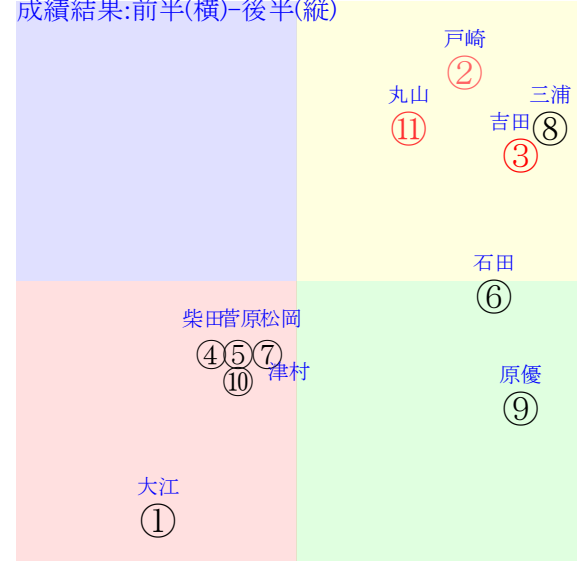 成績結果:前半(横)-後半(縦)
戸崎
②
丸山
三浦
⑪
吉田
⑧
③
石田
⑥
柴田菅原松岡
④⑤⑦
津村
⑩
原優
⑨
大江
①